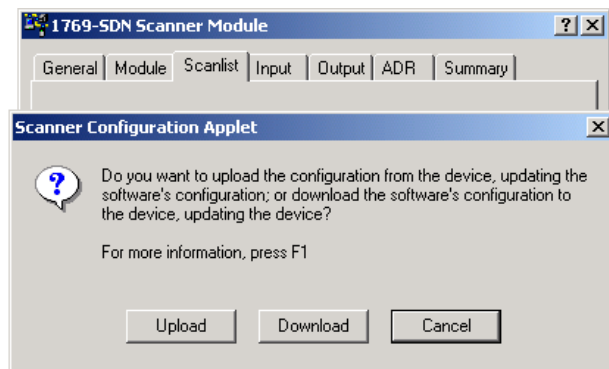 1769-SDN Scanner Module
General Module Scanlist Input Output ADR Summary
Scanner Configuration Applet
Do you want to upload the configuration from the device, updating the
software's configuration; or download the software's configuration to
the device, updating the device?
For more information, press F1
Upload Download Cancel